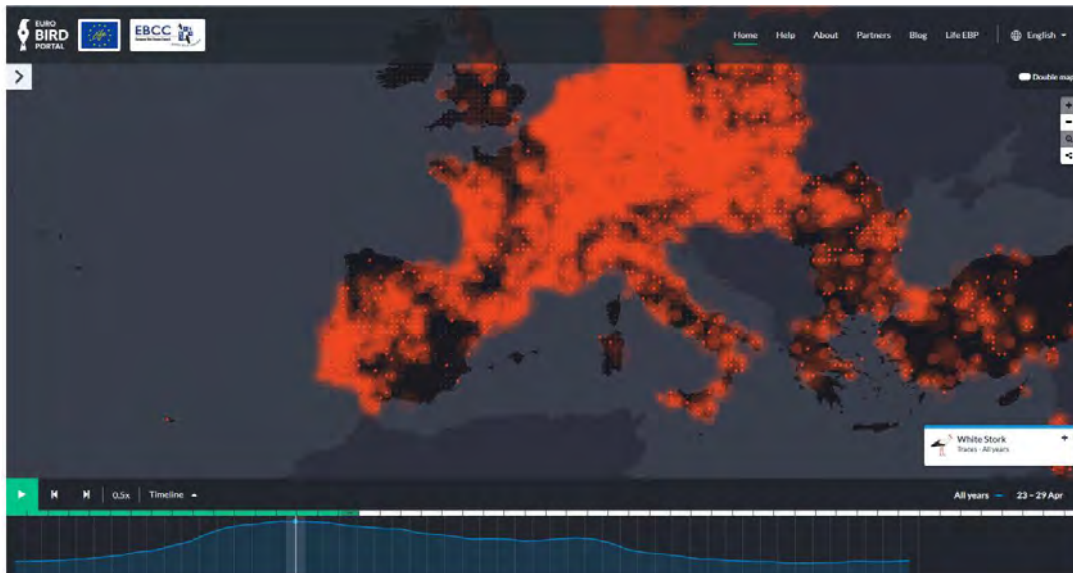 EURO
BIRD
PORTAL
EBCC
Home Help About Partners Blog Life EBP English
Double map
White Stork
Traces - All years
0.5x Timeline
All years 23 – 29 Apr